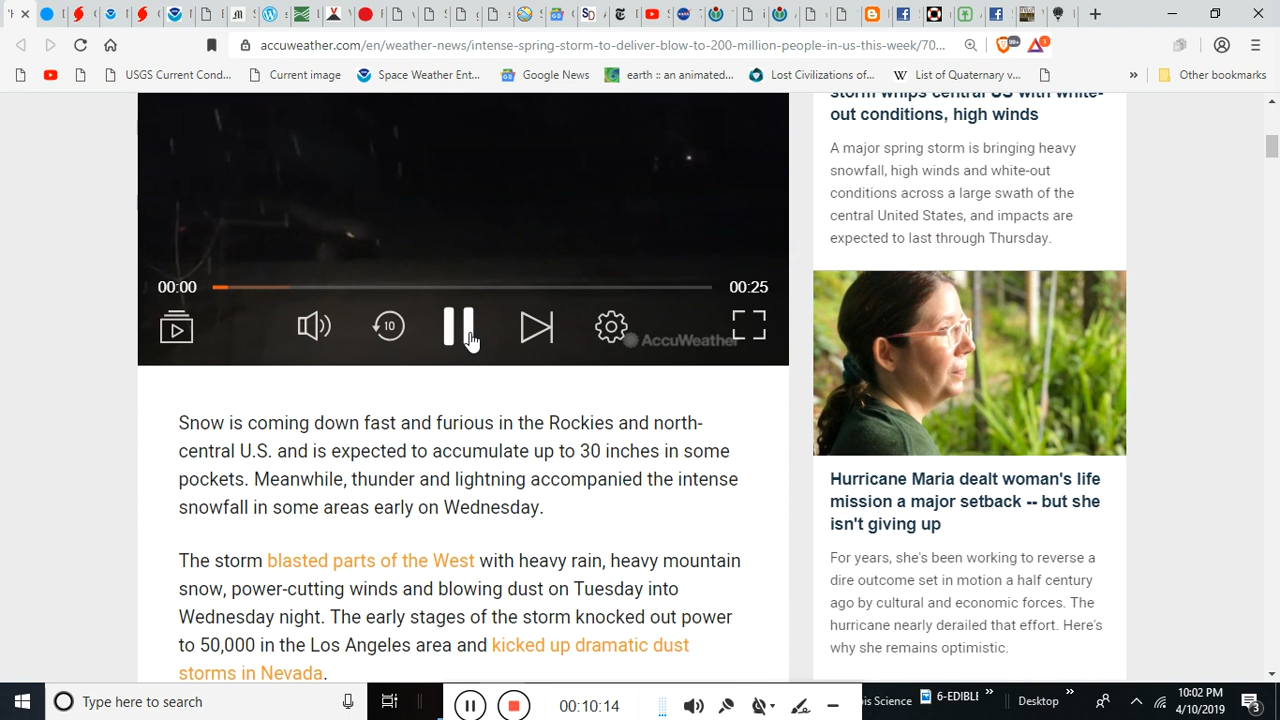 accuweather.com/en/weather-news/intense-spring-storm-to-deliver-blow-to-200-million-people-in-us-this-week/70...
99+
1
USGS Current Cond...
Current image
Space Weather Ent...
Google News
earth :: an animated...
Lost Civilizations of...
W List of Quaternary v...
»
Other bookmarks
00:00
00:25
10
AccuWeather
Snow is coming down fast and furious in the Rockies and north-
central U.S. and is expected to accumulate up to 30 inches in some
pockets. Meanwhile, thunder and lightning accompanied the intense
snowfall in some areas early on Wednesday.
The storm blasted parts of the West with heavy rain, heavy mountain
snow, power-cutting winds and blowing dust on Tuesday into
Wednesday night. The early stages of the storm knocked out power
to 50,000 in the Los Angeles area and kicked up dramatic dust
storms in Nevada.
storm whips central US with white-
out conditions, high winds
A major spring storm is bringing heavy
snowfall, high winds and white-out
conditions across a large swath of the
central United States, and impacts are
expected to last through Thursday.
Hurricane Maria dealt woman's life
mission a major setback -- but she
isn't giving up
For years, she's been working to reverse a
dire outcome set in motion a half century
ago by cultural and economic forces. The
hurricane nearly derailed that effort. Here's
why she remains optimistic.
Type here to search
00:10:14
is Science
6-EDIBLE
»
Desktop
»
10:02 PM
4/10/2019
3